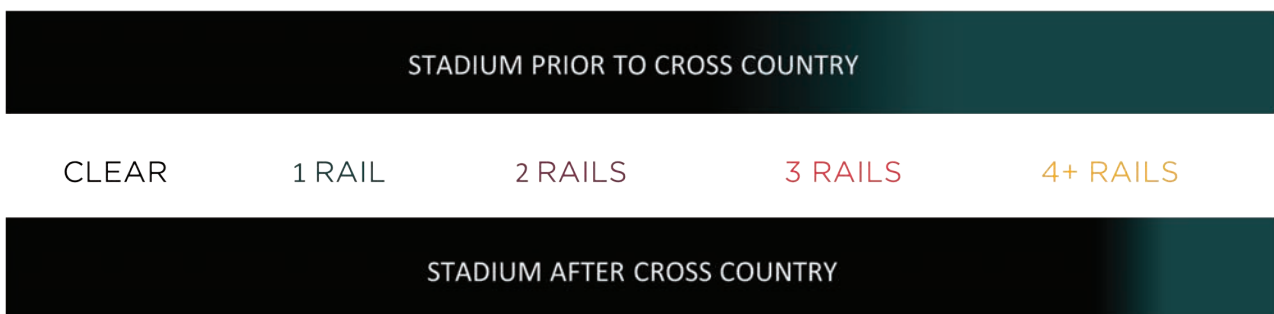 STADIUM PRIOR TO CROSS COUNTRY
CLEAR 1 RAIL 2 RAILS 3 RAILS 4+ RAILS
STADIUM AFTER CROSS COUNTRY